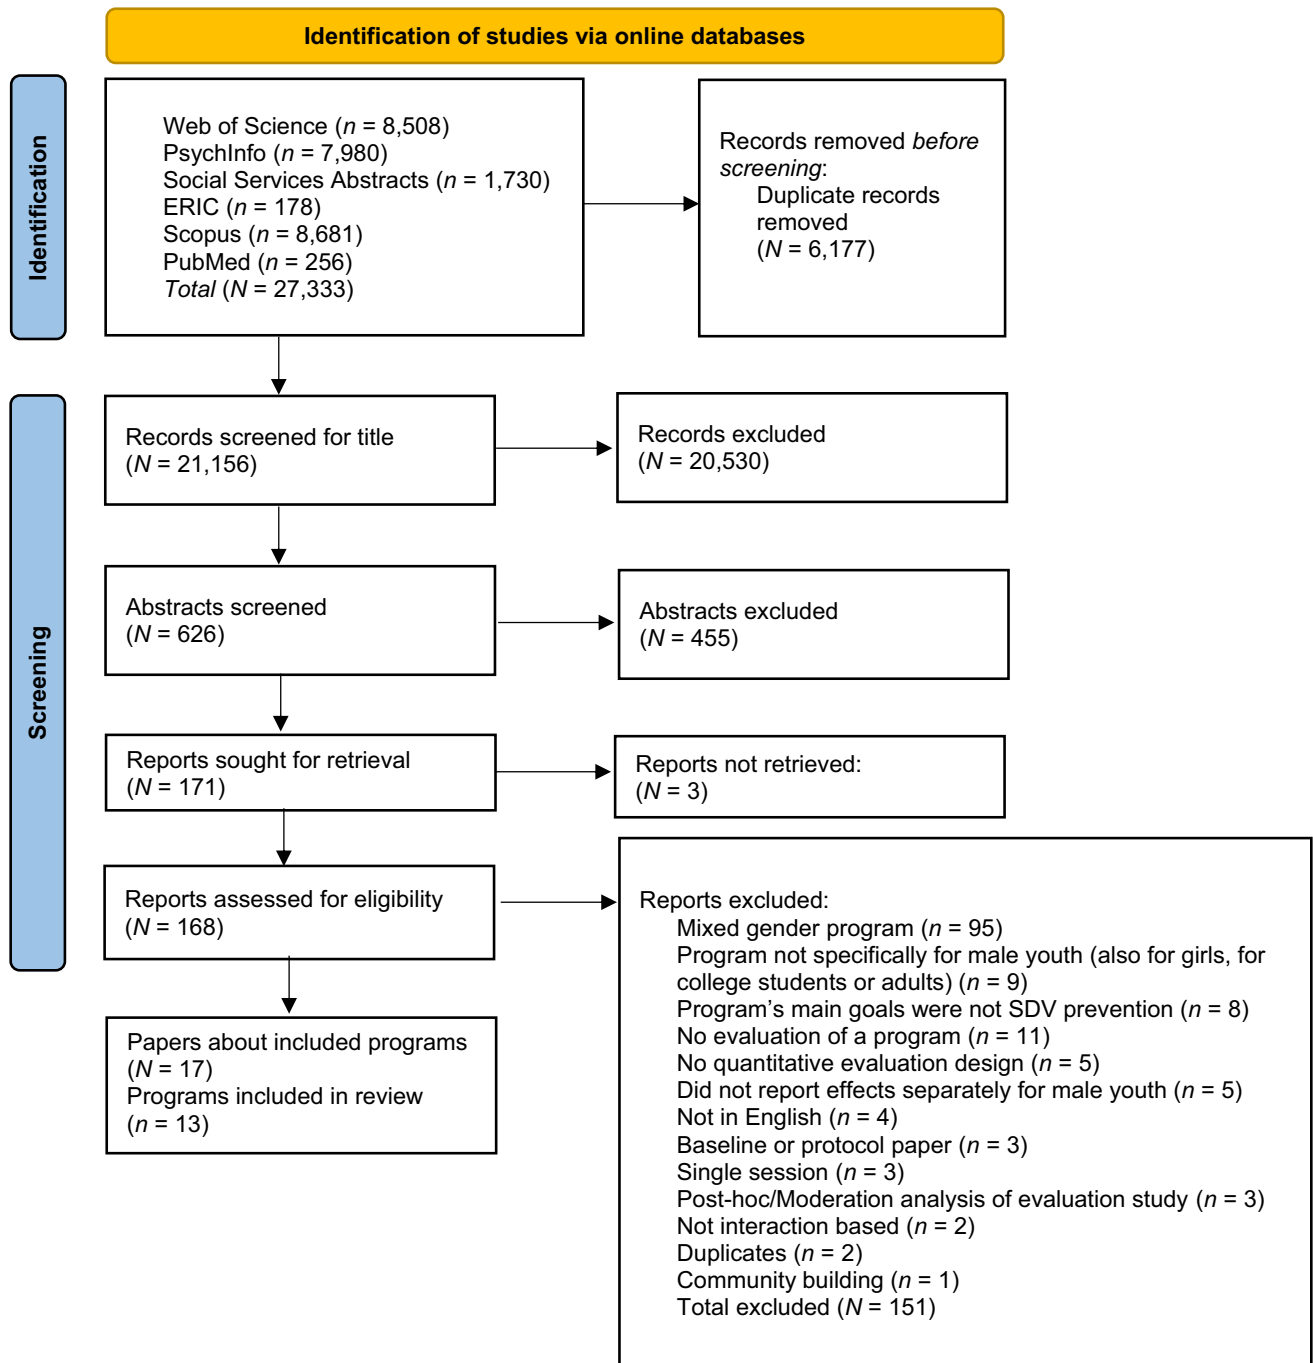 Identification of studies via online databases
Identification
Web of Science (n = 8,508)
PsychInfo (n = 7,980)
Social Services Abstracts (n = 1,730)
ERIC (n = 178)
Scopus (n = 8,681)
PubMed (n = 256)
Total (N = 27,333)
Records removed before
screening:
Duplicate records
removed
(N = 6,177)
Screening
Records screened for title
(N = 21,156)
Records excluded
(N = 20,530)
Abstracts screened
(N = 626)
Abstracts excluded
(N = 455)
Reports sought for retrieval
(N = 171)
Reports not retrieved:
(N = 3)
Reports assessed for eligibility
(N = 168)
Reports excluded:
Mixed gender program (n = 95)
Program not specifically for male youth (also for girls, for
college students or adults) (n = 9)
Program’s main goals were not SDV prevention (n = 8)
No evaluation of a program (n = 11)
No quantitative evaluation design (n = 5)
Did not report effects separately for male youth (n = 5)
Not in English (n = 4)
Baseline or protocol paper (n = 3)
Single session (n = 3)
Post-hoc/Moderation analysis of evaluation study (n = 3)
Not interaction based (n = 2)
Duplicates (n = 2)
Community building (n = 1)
Total excluded (N = 151)
Papers about included programs
(N = 17)
Programs included in review
(n = 13)